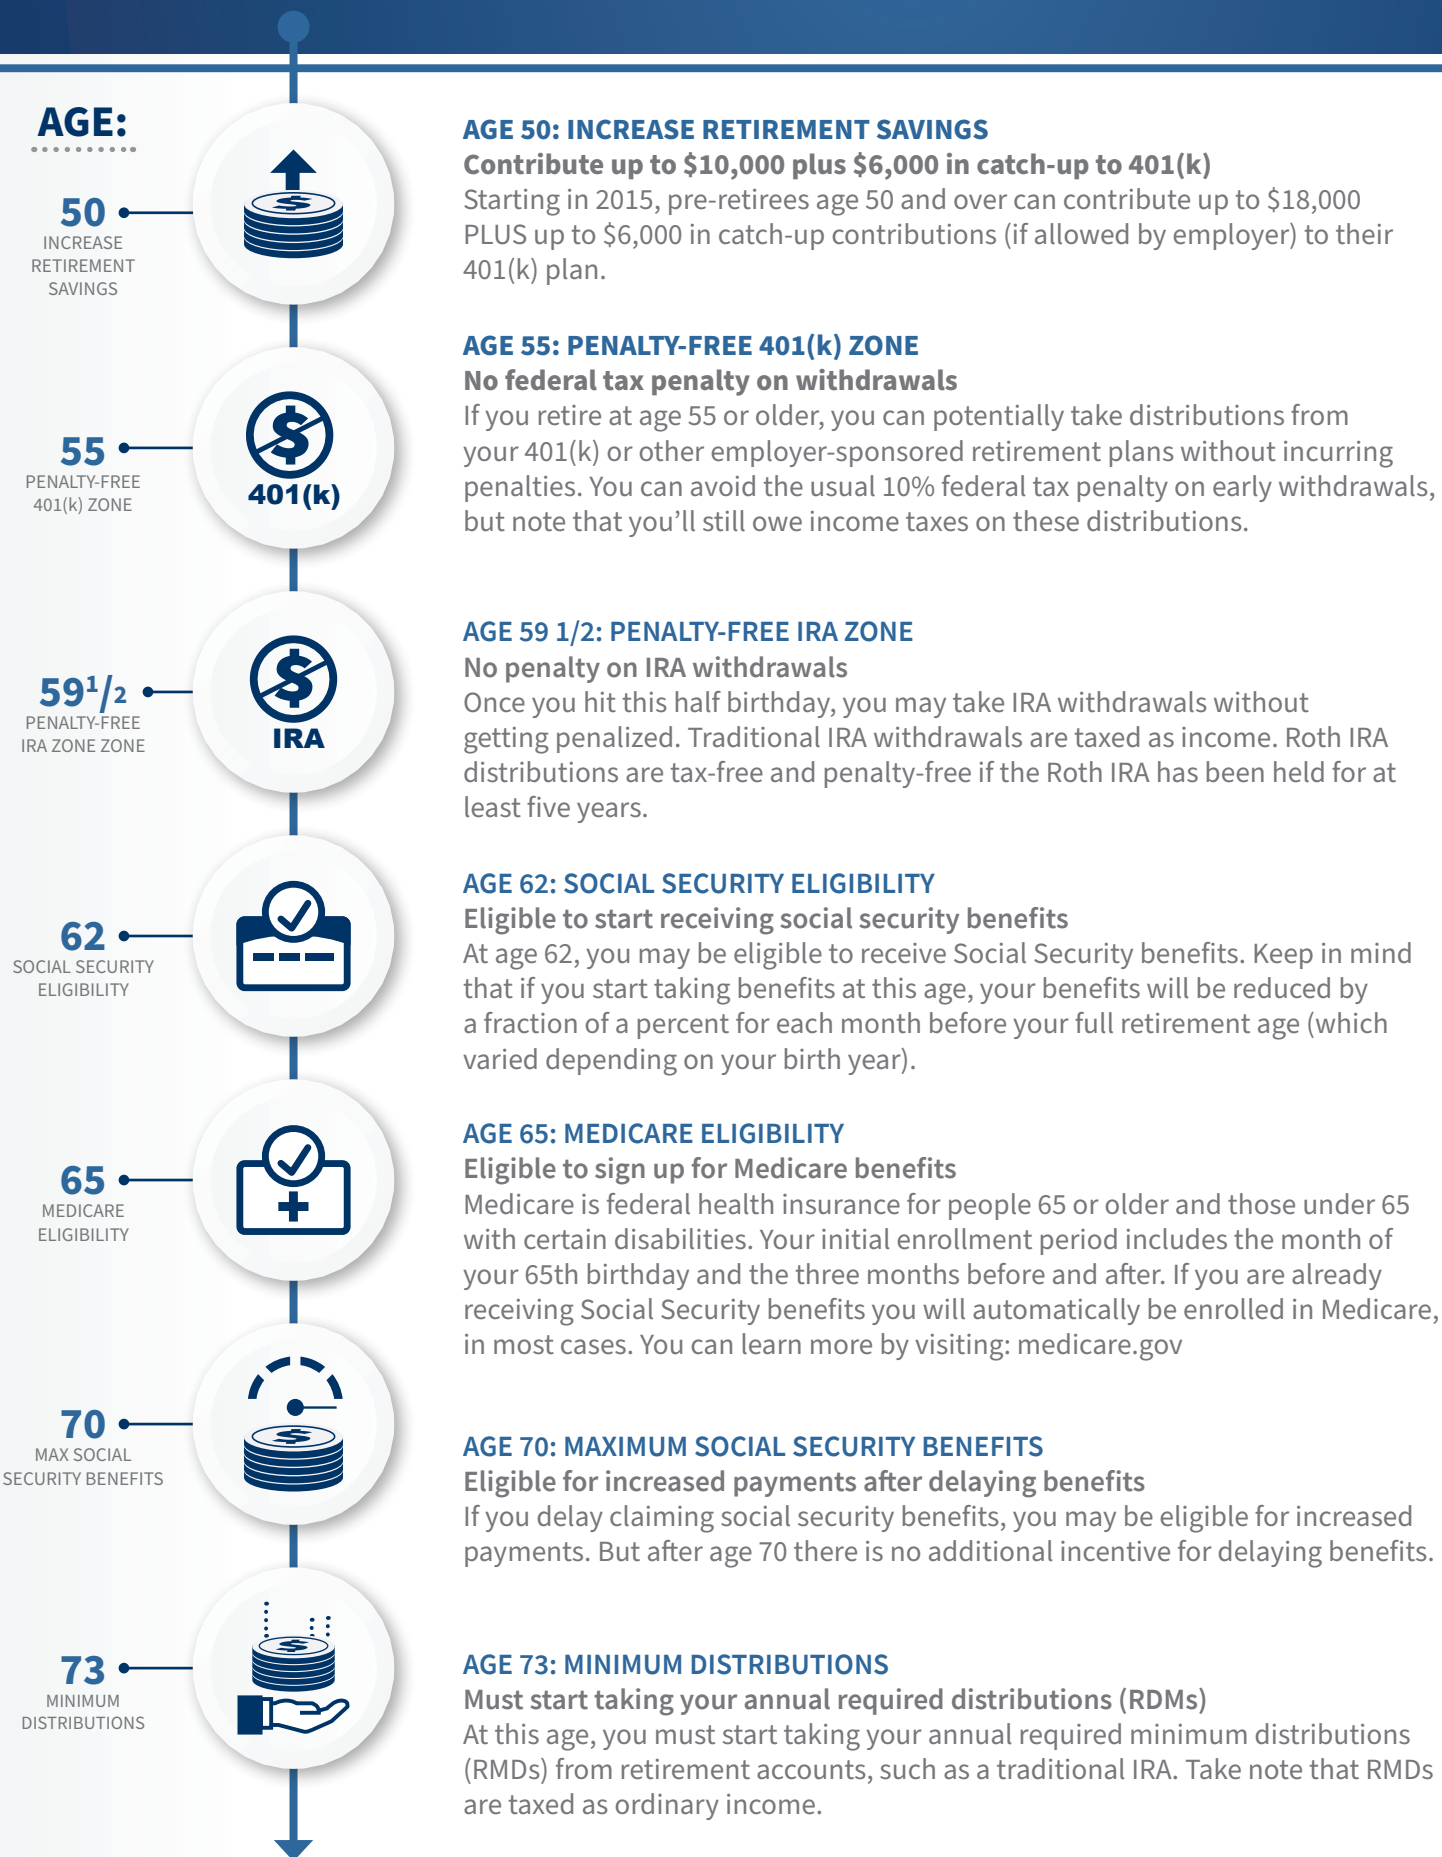 AGE:
50
INCREASE
RETIREMENT
SAVINGS
AGE 50: INCREASE RETIREMENT SAVINGS
Contribute up to $10,000 plus $6,000 in catch-up to 401(k)
Starting in 2015, pre-retirees age 50 and over can contribute up to $18,000
PLUS up to $6,000 in catch-up contributions (if allowed by employer) to their
401(k) plan.
55
PENALTY-FREE
401(k) ZONE
$
401(k)
AGE 55: PENALTY-FREE 401(k) ZONE
No federal tax penalty on withdrawals
If you retire at age 55 or older, you can potentially take distributions from
your 401(k) or other employer-sponsored retirement plans without incurring
penalties. You can avoid the usual 10% federal tax penalty on early withdrawals,
but note that you’ll still owe income taxes on these distributions.
59 1/2
PENALTY-FREE
IRA ZONE ZONE
$
IRA
AGE 59 1/2: PENALTY-FREE IRA ZONE
No penalty on IRA withdrawals
Once you hit this half birthday, you may take IRA withdrawals without
getting penalized. Traditional IRA withdrawals are taxed as income. Roth IRA
distributions are tax-free and penalty-free if the Roth IRA has been held for at
least five years.
62
SOCIAL SECURITY
ELIGIBILITY
AGE 62: SOCIAL SECURITY ELIGIBILITY
Eligible to start receiving social security benefits
At age 62, you may be eligible to receive Social Security benefits. Keep in mind
that if you start taking benefits at this age, your benefits will be reduced by
a fraction of a percent for each month before your full retirement age (which
varied depending on your birth year).
65
MEDICARE
ELIGIBILITY
AGE 65: MEDICARE ELIGIBILITY
Eligible to sign up for Medicare benefits
Medicare is federal health insurance for people 65 or older and those under 65
with certain disabilities. Your initial enrollment period includes the month of
your 65th birthday and the three months before and after. If you are already
receiving Social Security benefits you will automatically be enrolled in Medicare,
in most cases. You can learn more by visiting: medicare.gov
70
MAX SOCIAL
SECURITY BENEFITS
$
AGE 70: MAXIMUM SOCIAL SECURITY BENEFITS
Eligible for increased payments after delaying benefits
If you delay claiming social security benefits, you may be eligible for increased
payments. But after age 70 there is no additional incentive for delaying benefits.
73
MINIMUM
DISTRIBUTIONS
$
AGE 73: MINIMUM DISTRIBUTIONS
Must start taking your annual required distributions (RDMs)
At this age, you must start taking your annual required minimum distributions
(RMDs) from retirement accounts, such as a traditional IRA. Take note that RMDs
are taxed as ordinary income.